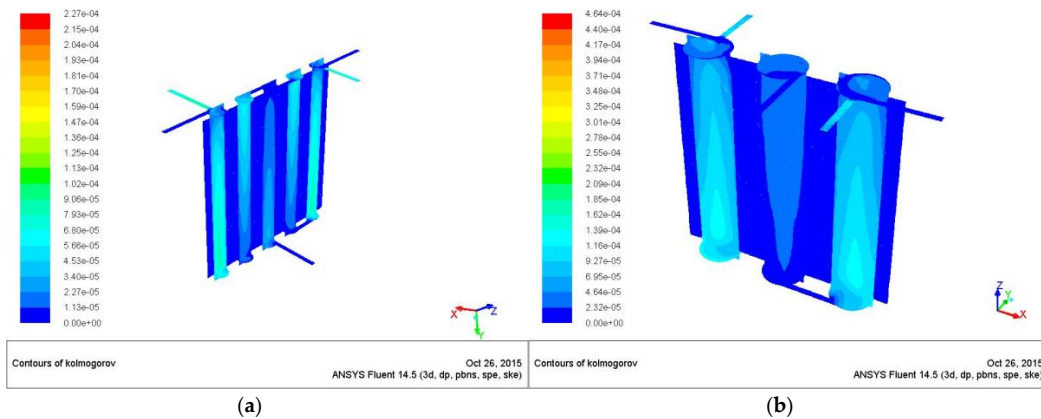 2.27e-04
2.15e-04
2.04e-04
1.93e-04
1.81e-04
1.70e-04
1.59e-04
1.47e-04
1.36e-04
1.25e-04
1.13e-04
1.02e-04
9.06e-05
7.93e-05
6.80e-05
5.66e-05
4.53e-05
3.40e-05
2.27e-05
1.13e-05
0.00e+00
X
Z
Y
Contours of kolmogorov
Oct 26, 2015
ANSYS Fluent 14.5 (3d, dp, pbns, spe, ske)
(a)
4.64e-04
4.40e-04
4.17e-04
3.94e-04
3.71e-04
3.48e-04
3.25e-04
3.01e-04
2.78e-04
2.55e-04
2.32e-04
2.09e-04
1.85e-04
1.62e-04
1.39e-04
1.16e-04
9.27e-05
6.95e-05
4.64e-05
2.32e-05
0.00e+00
Z
Y
X
Contours of kolmogorov
Oct 26, 2015
ANSYS Fluent 14.5 (3d, dp, pbns, spe, ske)
(b)